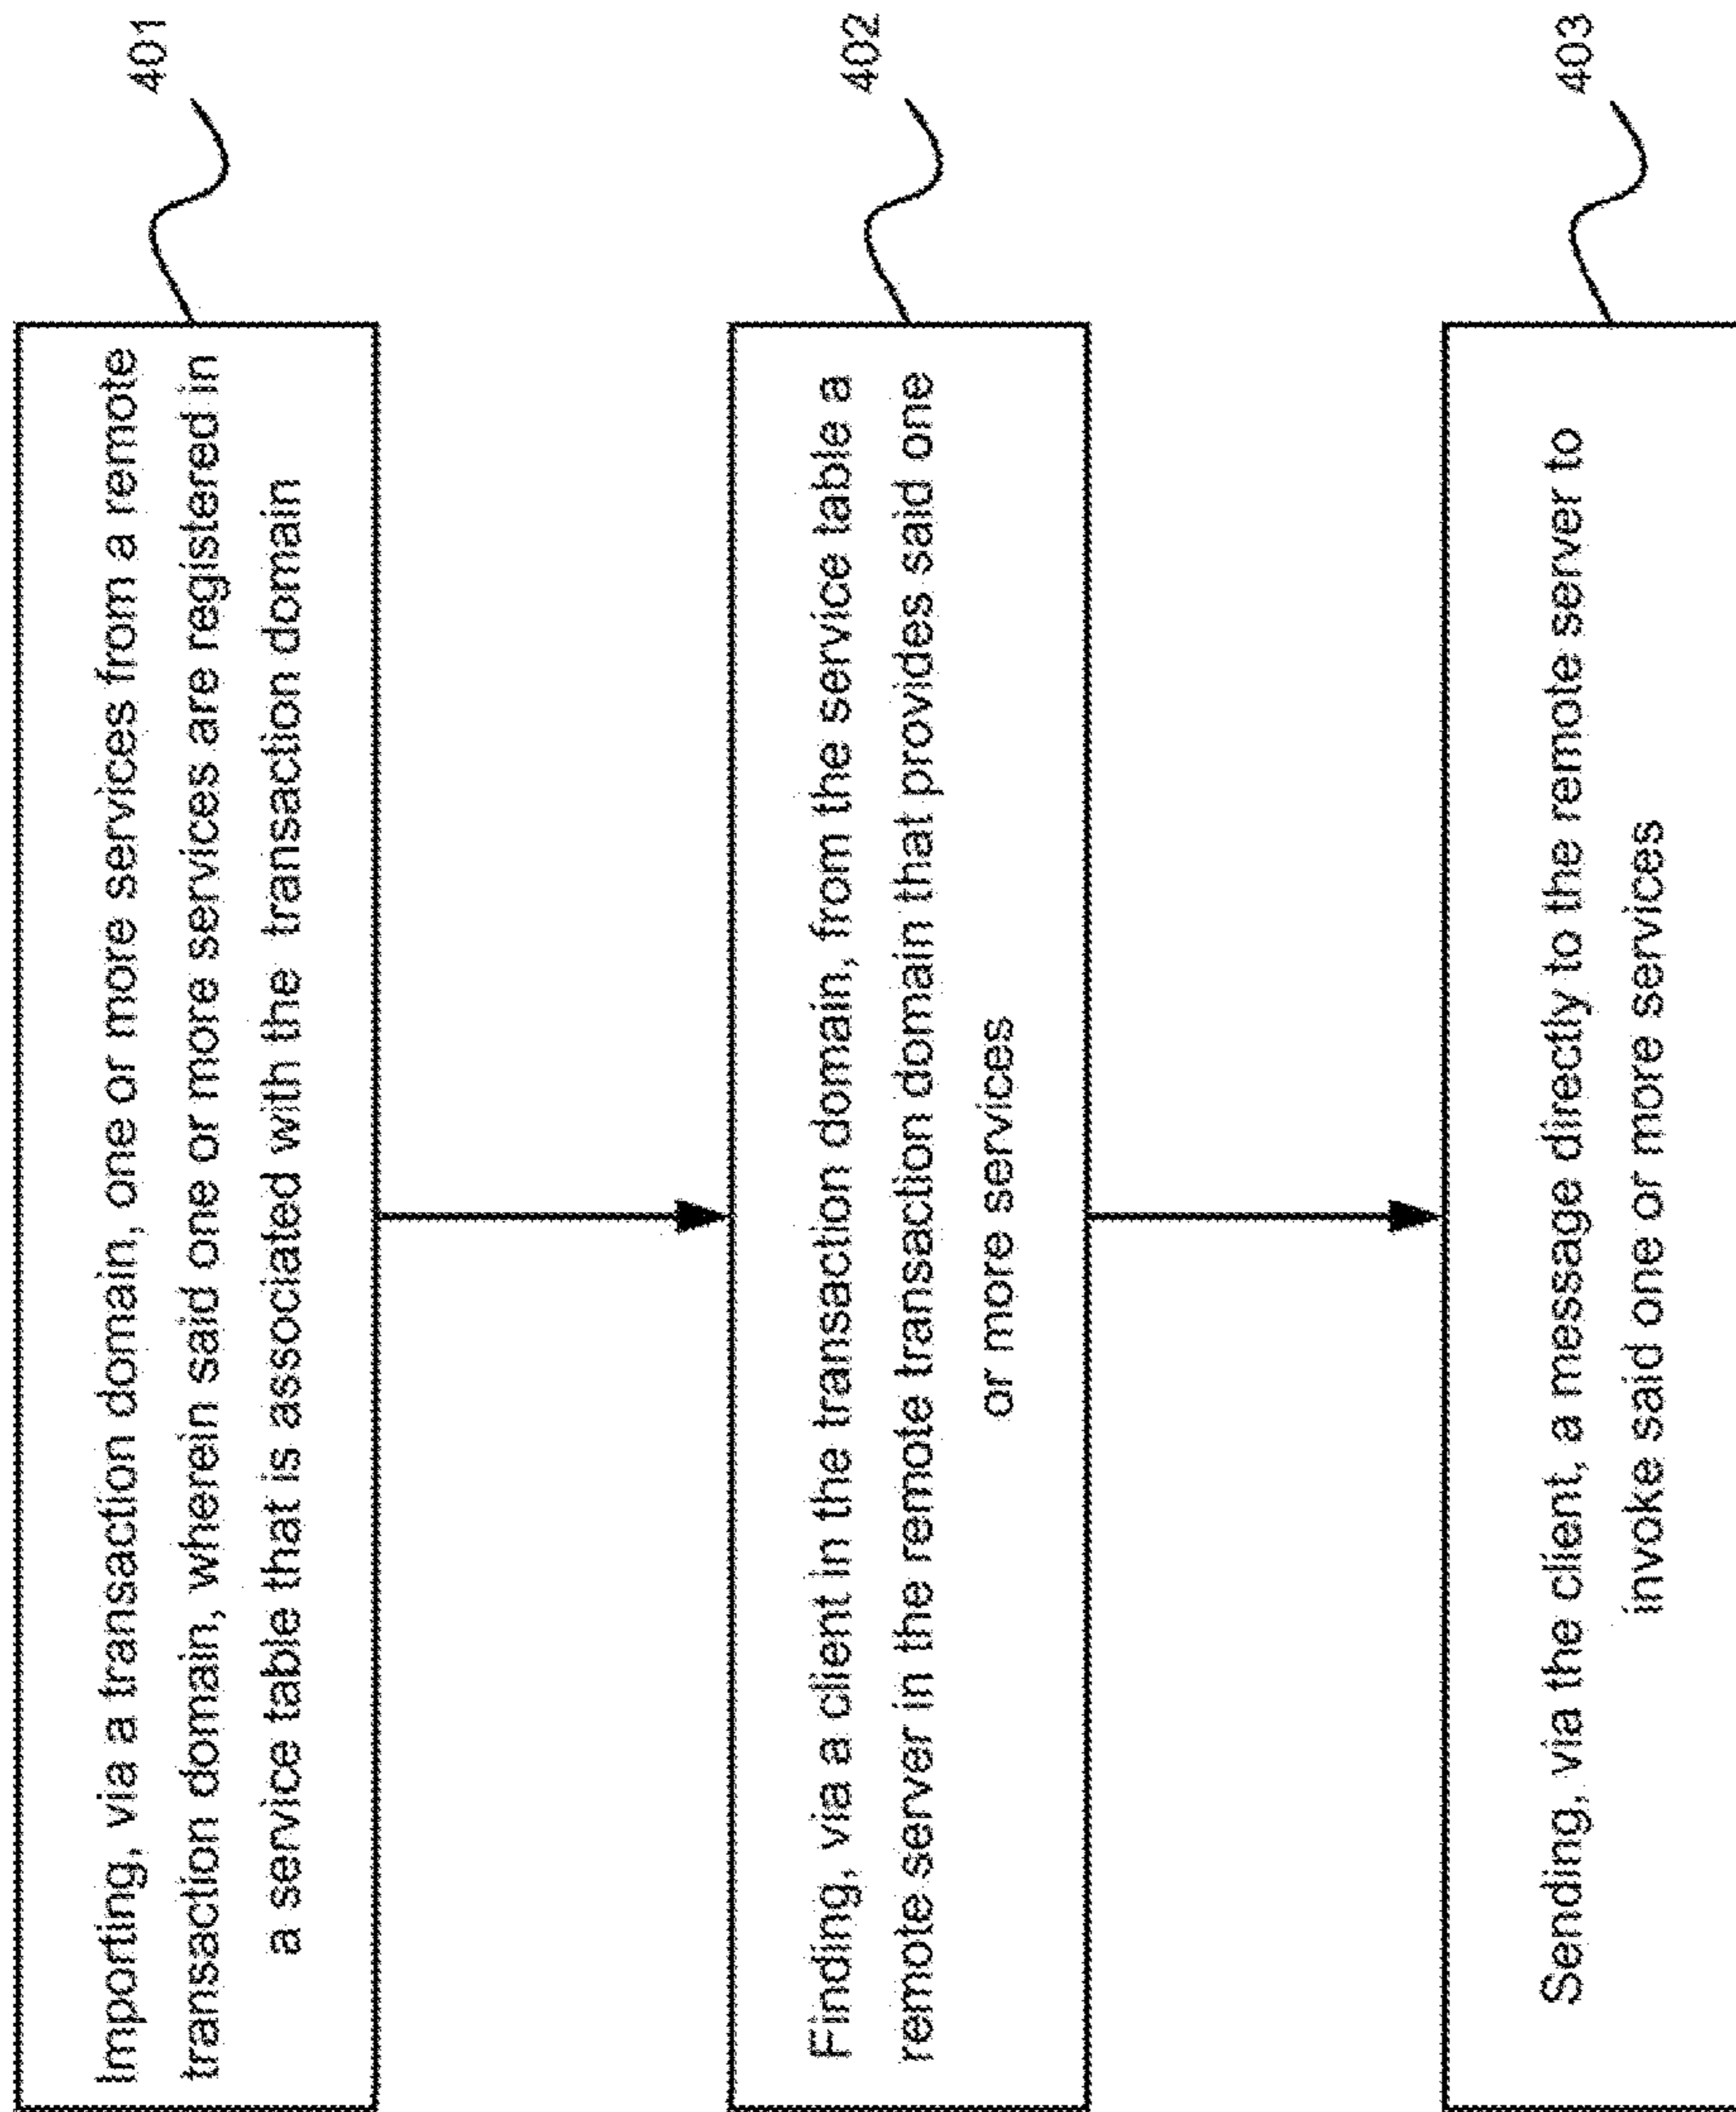 Importing, via a transaction domain, one or more services from a remote
transaction domain, wherein said one or more services are registered in
a service table that is associated with the transaction domain
401
Finding, via a client in the transaction domain, from the service table a
remote server in the remote transaction domain that provides said one
or more services
402
Sending, via the client, a message directly to the remote server to
invoke said one or more services
403